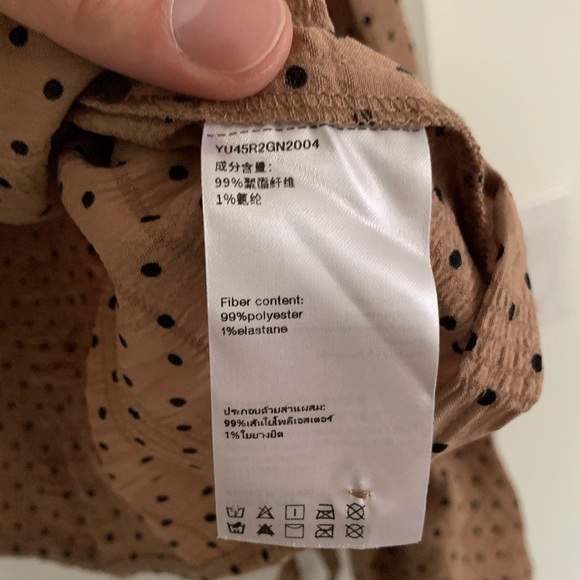 YU45R2GN2004
成分含量:
99%聚酯纤维
1%氨纶
Fiber content:
99%polyester
1%elastane
ประกอบด้วยส่วนผสม:
99%เส้นใยโพลีเอสเตอร์
1%ใยยางยืด